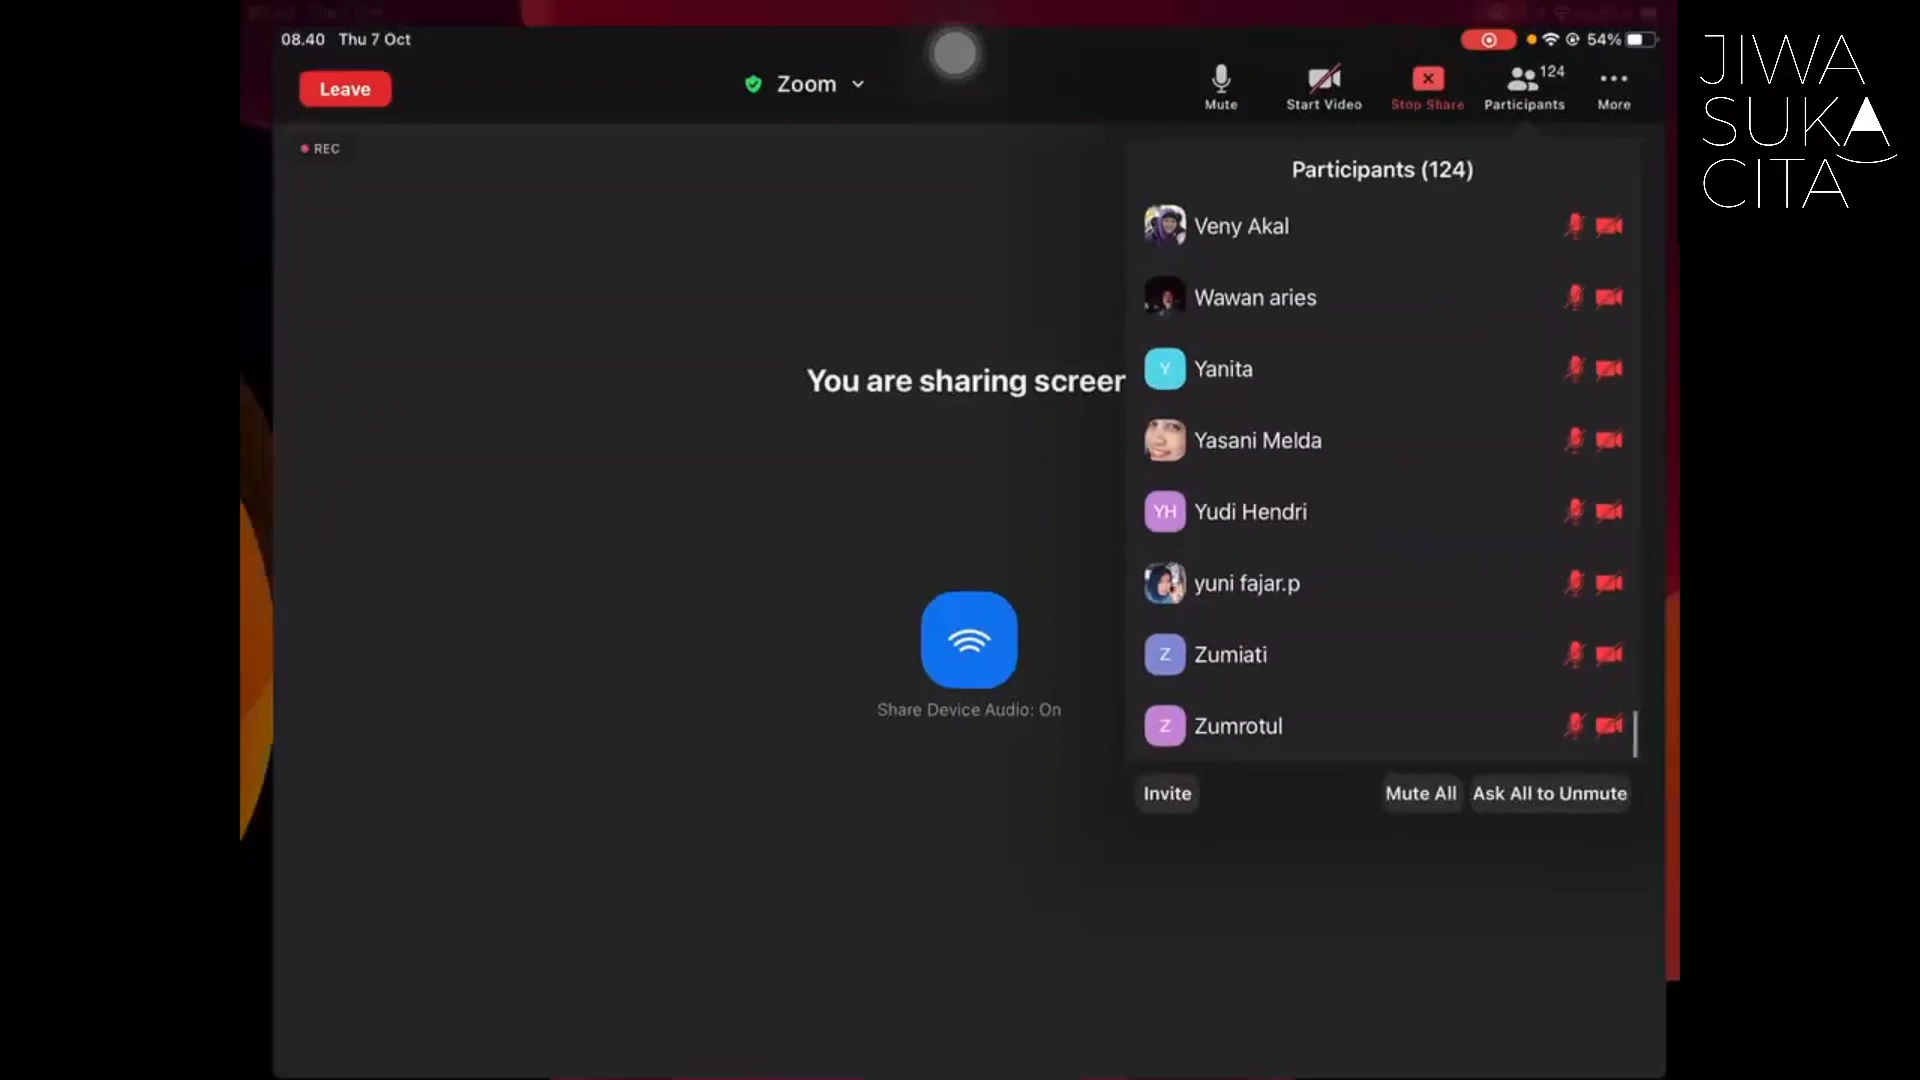 08.40 Thu 7 Oct
54%
Leave
Zoom
Mute
Start Video
Stop Share
124
Participants
More
JIWA
SUKA
CITA
REC
Participants (124)
Veny Akal
Wawan aries
You are sharing screen
Y
Yanita
Yasani Melda
YH
Yudi Hendri
yuni fajar.p
Z
Zumiati
Share Device Audio: On
Z
Zumrotul
Invite
Mute All
Ask All to Unmute